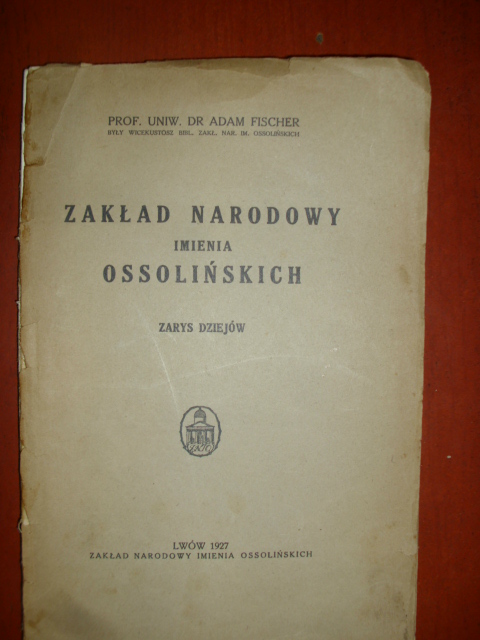 PROF. UNIW. DR ADAM FISCHER
BYŁY WICEKUSTOSZ BIBL. ZAKŁ. NAR. IM. OSSOLIŃSKICH
ZAKŁAD NARODOWY
IMIENIA
OSSOLIŃSKICH
ZARYS DZIEJÓW
LWÓW 1927
ZAKŁAD NARODOWY IMIENIA OSSOLIŃSKICH